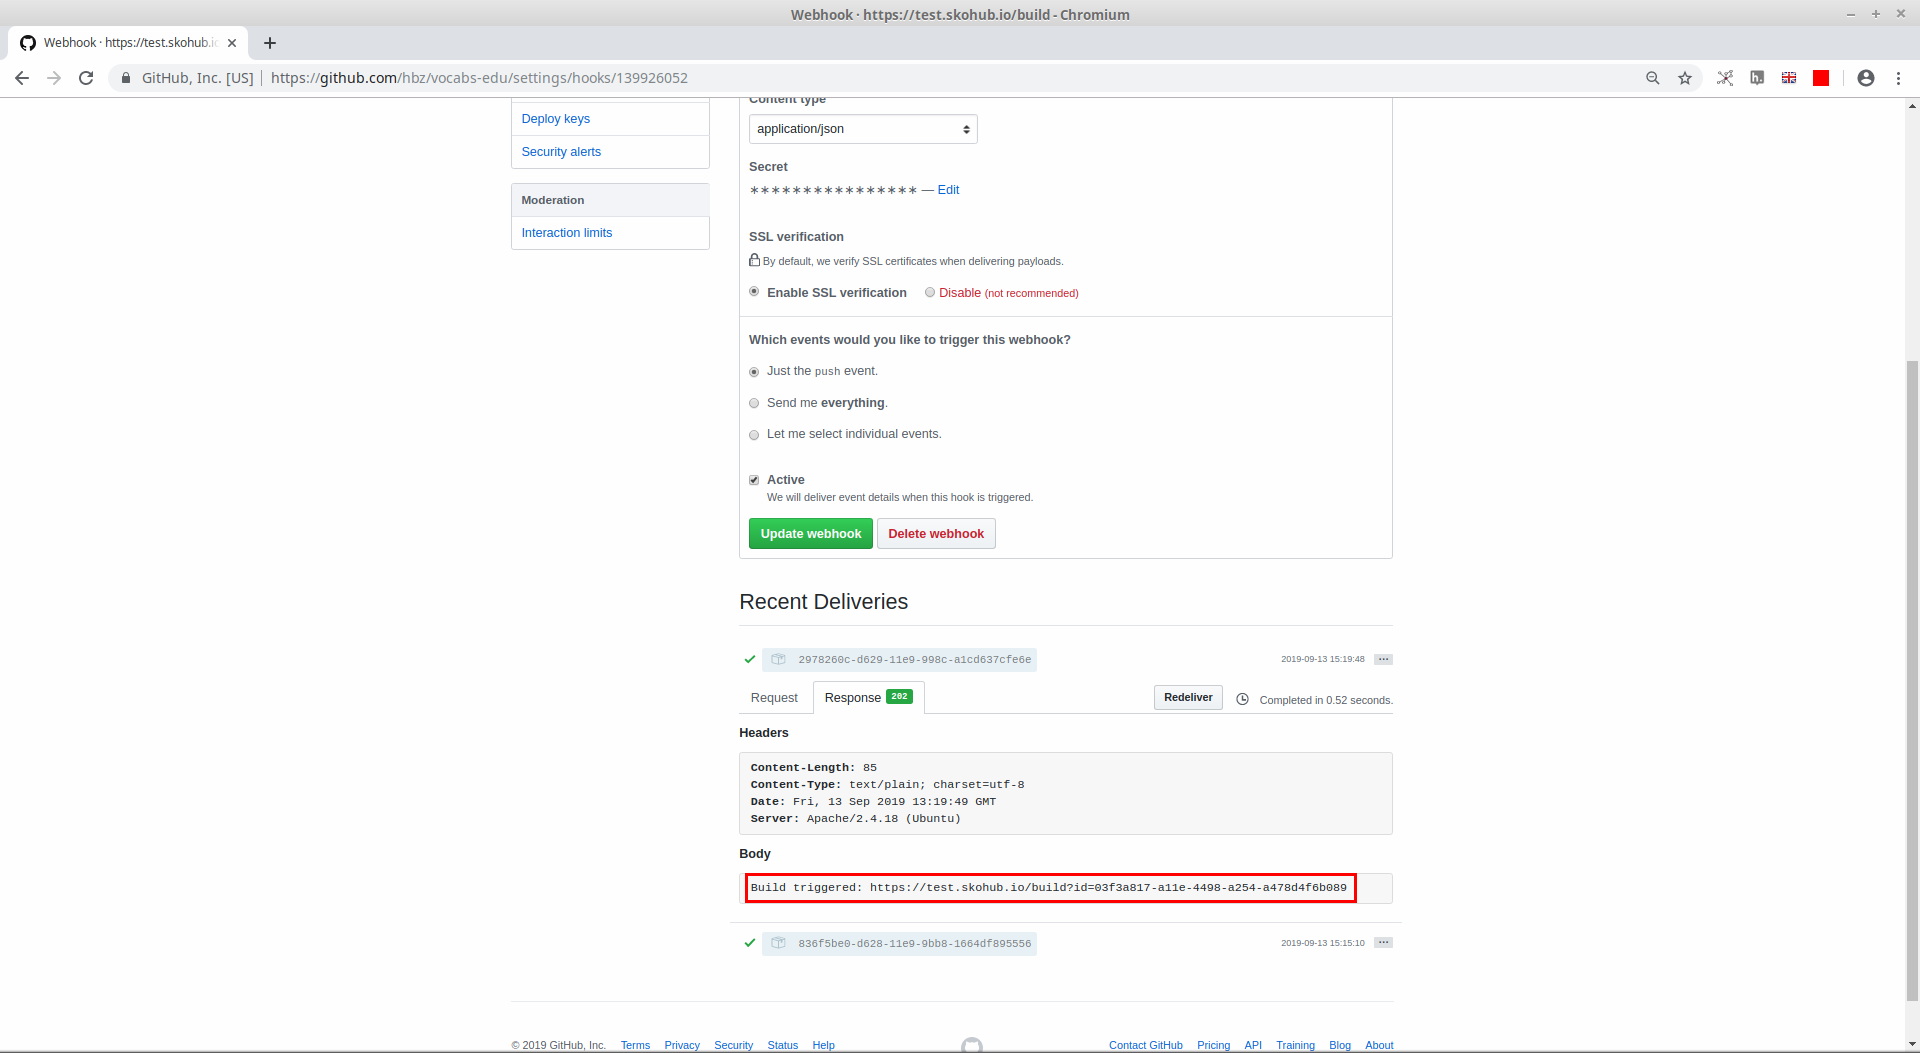 Webhook · https://test.skohub.io/build - Chromium
Webhook · https://test.skohub.io
GitHub, Inc. [US] | https://github.com/hbz/vocabs-edu/settings/hooks/139926052
Deploy keys
Security alerts
Moderation
Interaction limits
Content type
application/json
Secret
**************** — Edit
SSL verification
By default, we verify SSL certificates when delivering payloads.
Enable SSL verification Disable (not recommended)
Which events would you like to trigger this webhook?
Just the push event.
Send me everything.
Let me select individual events.
Active
We will deliver event details when this hook is triggered.
Update webhook Delete webhook
Recent Deliveries
2978260c-d629-11e9-998c-a1cd637cfe6e 2019-09-13 15:19:48 ...
Request Response 202 Redeliver Completed in 0.52 seconds.
Headers
Content-Length: 85
Content-Type: text/plain; charset=utf-8
Date: Fri, 13 Sep 2019 13:19:49 GMT
Server: Apache/2.4.18 (Ubuntu)
Body
Build triggered: https://test.skohub.io/build?id=03f3a817-a11e-4498-a254-a478d4f6b089
836f5be0-d628-11e9-9bb8-1664df895556 2019-09-13 15:15:10 ...
© 2019 GitHub, Inc. Terms Privacy Security Status Help Contact GitHub Pricing API Training Blog About